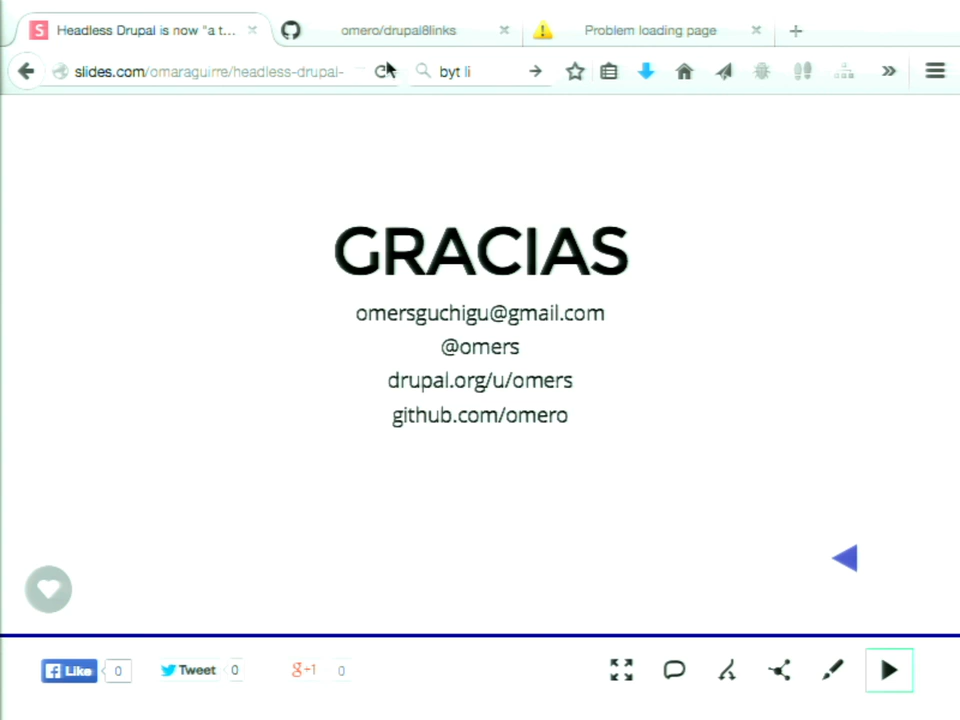 Headless Drupal is now "a t...
omero/drupal8links
Problem loading page
slides.com/omaraguirre/headless-drupal-
byt li
GRACIAS
omersguchigu@gmail.com
@omers
drupal.org/u/omers
github.com/omero
Like 0
Tweet 0
g+1 0